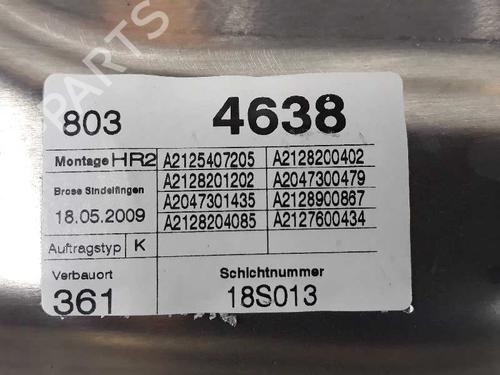 803 4638
Montage HR2 A2125407205 A2128200402
A2128201202 A2047300479
Brose Sindelfingen
A2047301435 A2128900867
18.05.2009 A2128204085 A2127600434
Auftragstyp K
Verbauort Schichtnummer
361 18S013
B-PARTS